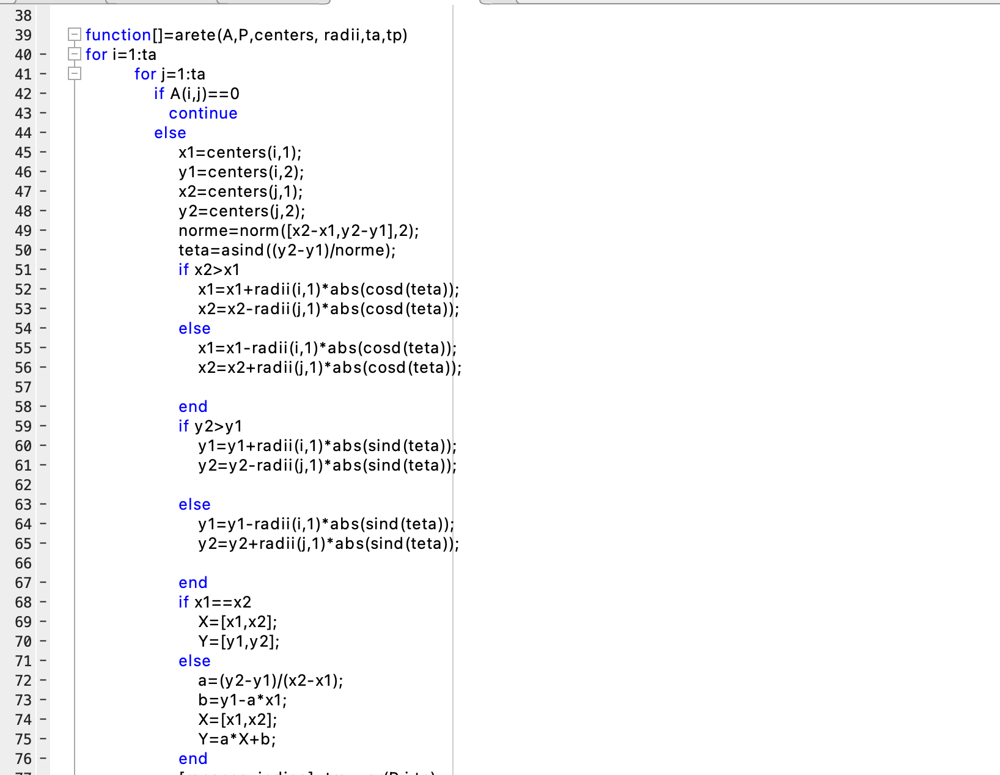 38
39 function[]=arete(A,P,centers, radii,ta,tp)
40 - for i=1:ta
41 - for j=1:ta
42 - if A(i,j)==0
43 - continue
44 - else
45 - x1=centers(i,1);
46 - y1=centers(i,2);
47 - x2=centers(j,1);
48 - y2=centers(j,2);
49 - norme=norm([x2-x1,y2-y1],2);
50 - teta=asind((y2-y1)/norme);
51 - if x2>x1
52 - x1=x1+radii(i,1)*abs(cosd(teta));
53 - x2=x2-radii(j,1)*abs(cosd(teta));
54 - else
55 - x1=x1-radii(i,1)*abs(cosd(teta));
56 - x2=x2+radii(j,1)*abs(cosd(teta));
57
58 - end
59 - if y2>y1
60 - y1=y1+radii(i,1)*abs(sind(teta));
61 - y2=y2-radii(j,1)*abs(sind(teta));
62
63 - else
64 - y1=y1-radii(i,1)*abs(sind(teta));
65 - y2=y2+radii(j,1)*abs(sind(teta));
66
67 - end
68 - if x1==x2
69 - X=[x1,x2];
70 - Y=[y1,y2];
71 - else
72 - a=(y2-y1)/(x2-x1);
73 - b=y1-a*x1;
74 - X=[x1,x2];
75 - Y=a*X+b;
76 - end
77